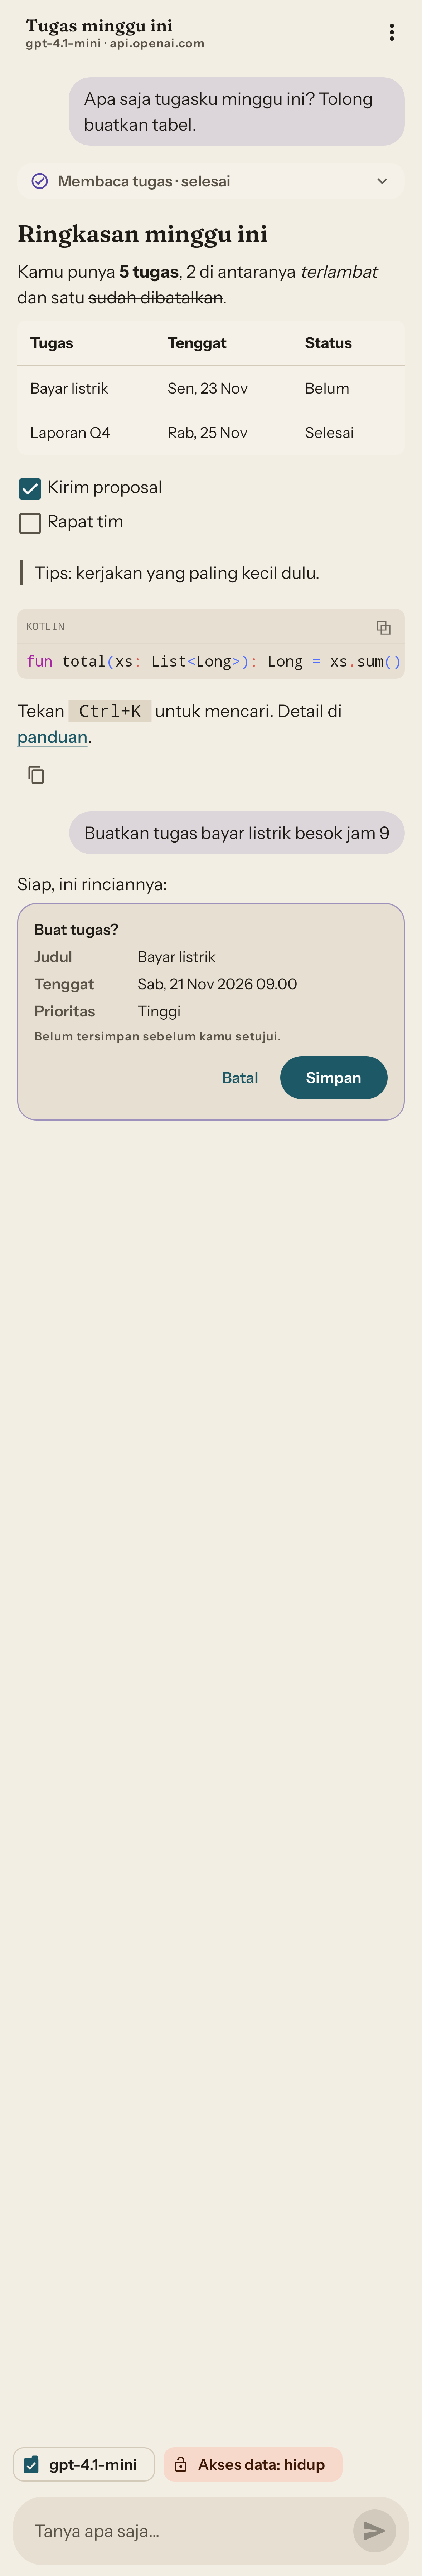 Tugas minggu ini
gpt-4.1-mini · api.openai.com
Apa saja tugasku minggu ini? Tolong
buatkan tabel.
Membaca tugas · selesai
Ringkasan minggu ini
Kamu punya 5 tugas, 2 di antaranya terlambat
dan satu sudah dibatalkan.
Tugas Tenggat Status
Bayar listrik Sen, 23 Nov Belum
Laporan Q4 Rab, 25 Nov Selesai
Kirim proposal
Rapat tim
Tips: kerjakan yang paling kecil dulu.
KOTLIN
fun total(xs: List<Long>): Long = xs.sum()
Tekan Ctrl+K untuk mencari. Detail di
panduan.
Buatkan tugas bayar listrik besok jam 9
Siap, ini rinciannya:
Buat tugas?
Judul Bayar listrik
Tenggat Sab, 21 Nov 2026 09.00
Prioritas Tinggi
Belum tersimpan sebelum kamu setujui.
Batal Simpan
gpt-4.1-mini Akses data: hidup
Tanya apa saja...